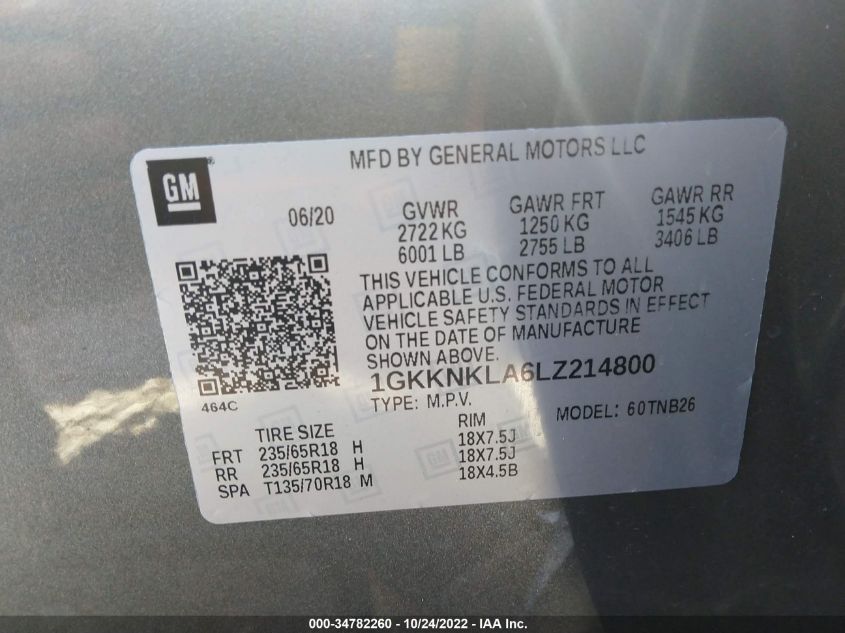 MFD BY GENERAL MOTORS LLC
GM ®
06/20 GVWR GAWR FRT GAWR RR
2722 KG 1250 KG 1545 KG
6001 LB 2755 LB 3406 LB
THIS VEHICLE CONFORMS TO ALL
APPLICABLE U.S. FEDERAL MOTOR
VEHICLE SAFETY STANDARDS IN EFFECT
ON THE DATE OF MANUFACTURE
SHOWN ABOVE.
1GKKNKLA6LZ214800
464C TYPE: M.P.V. MODEL: 60TNB26
TIRE SIZE RIM
FRT 235/65R18 H 18X7.5J
RR 235/65R18 H 18X7.5J
SPA T135/70R18 M 18X4.5B
000-34782260 - 10/24/2022 - IAA Inc.